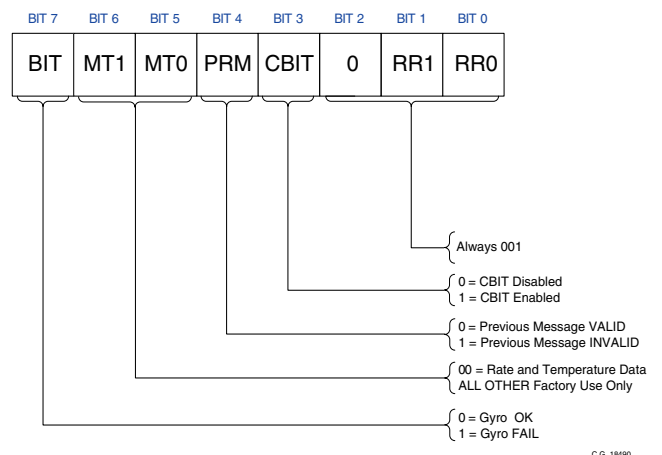 BIT 7 BIT 6 BIT 5 BIT 4 BIT 3 BIT 2 BIT 1 BIT 0
BIT MT1 MT0 PRM CBIT 0 RR1 RR0
Always 001
0 = CBIT Disabled
1 = CBIT Enabled
0 = Previous Message VALID
1 = Previous Message INVALID
00 = Rate and Temperature Data
ALL OTHER Factory Use Only
0 = Gyro OK
1 = Gyro FAIL
C.G. 18490